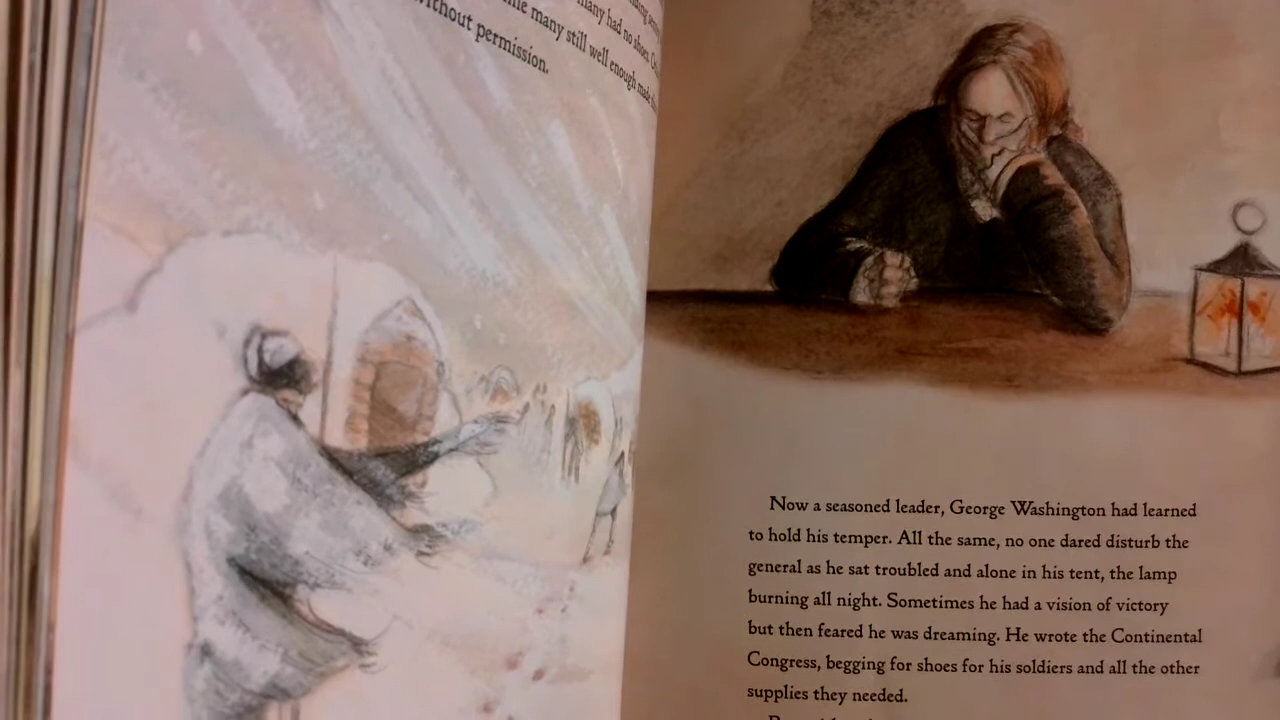 many had no shoes.
while many still well enough made
without permission.
Now a seasoned leader, George Washington had learned
to hold his temper. All the same, no one dared disturb the
general as he sat troubled and alone in his tent, the lamp
burning all night. Sometimes he had a vision of victory
but then feared he was dreaming. He wrote the Continental
Congress, begging for shoes for his soldiers and all the other
supplies they needed.